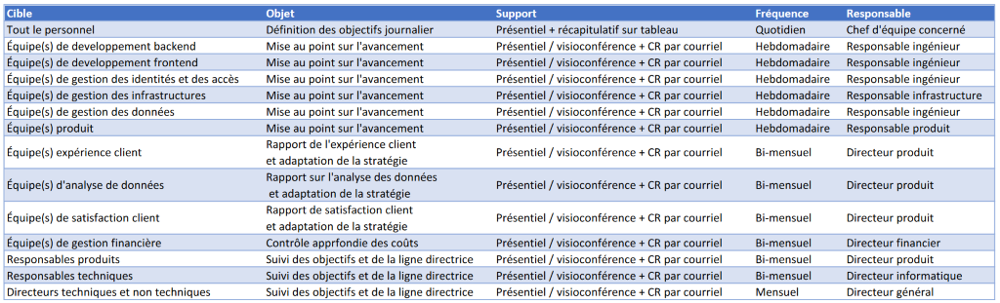 Cible Objet Support Fréquence Responsable
Tout le personnel Définition des objectifs journalier Présentiel + récapitulatif sur tableau Quotidien Chef d'équipe concerné
Équipe(s) de developpement backend Mise au point sur l'avancement Présentiel / visioconférence + CR par courriel Hebdomadaire Responsable ingénieur
Équipe(s) de developpement frontend Mise au point sur l'avancement Présentiel / visioconférence + CR par courriel Hebdomadaire Responsable ingénieur
Équipe(s) de gestion des identités et des accès Mise au point sur l'avancement Présentiel / visioconférence + CR par courriel Hebdomadaire Responsable ingénieur
Équipe(s) de gestion des infrastructures Mise au point sur l'avancement Présentiel / visioconférence + CR par courriel Hebdomadaire Responsable infrastructure
Équipe(s) de gestion des données Mise au point sur l'avancement Présentiel / visioconférence + CR par courriel Hebdomadaire Responsable ingénieur
Équipe(s) produit Mise au point sur l'avancement Présentiel / visioconférence + CR par courriel Hebdomadaire Responsable produit
Rapport de l'expérience client
Équipe(s) expérience client Présentiel / visioconférence + CR par courriel Bi-mensuel Directeur produit
et adaptation de la stratégie
Rapport sur l'analyse des données
Équipe(s) d'analyse de données Présentiel / visioconférence + CR par courriel Bi-mensuel Directeur produit
et adaptation de la stratégie
Rapport de satisfaction client
Équipe(s) de satisfaction client Présentiel / visioconférence + CR par courriel Bi-mensuel Directeur produit
et adaptation de la stratégie
Équipe(s) de gestion financière Contrôle apprfondie des coûts Présentiel / visioconférence + CR par courriel Bi-mensuel Directeur financier
Responsables produits Suivi des objectifs et de la ligne directrice Présentiel / visioconférence + CR par courriel Bi-mensuel Directeur produit
Responsables techniques Suivi des objectifs et de la ligne directrice Présentiel / visioconférence + CR par courriel Bi-mensuel Directeur informatique
Directeurs techniques et non techniques Suivi des objectifs et de la ligne directrice Présentiel / visioconférence + CR par courriel Mensuel Directeur général